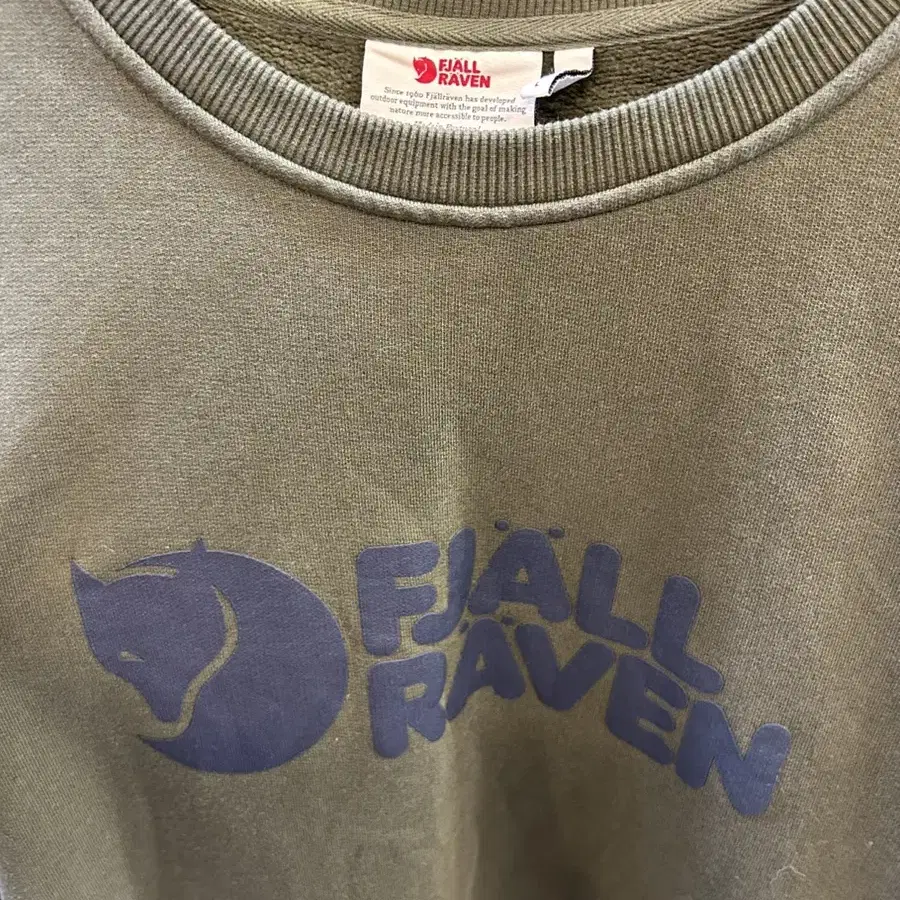 FJÄLL
RÄVEN
Since 1960 Fjällräven has developed
outdoor equipment with the goal of making
nature more accessible to people.
FJÄLL
RÄVEN